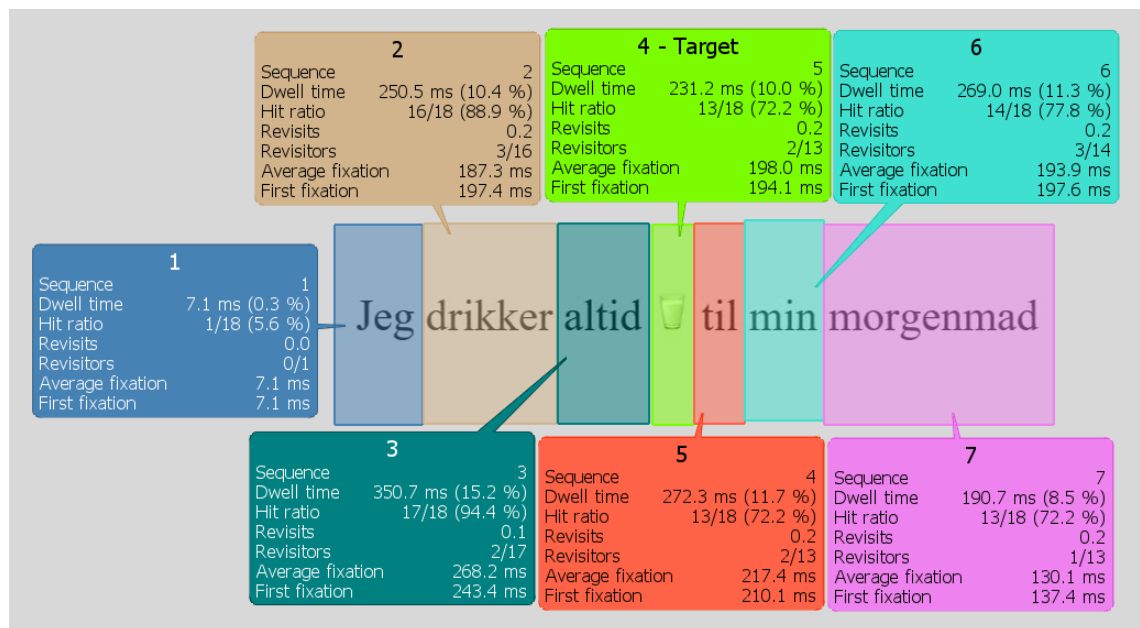 2
Sequence 2
Dwell time 250.5 ms (10.4 %)
Hit ratio 16/18 (88.9 %)
Revisits 0.2
Revisitors 3/16
Average fixation 187.3 ms
First fixation 197.4 ms
4 - Target
Sequence 5
Dwell time 231.2 ms (10.0 %)
Hit ratio 13/18 (72.2 %)
Revisits 0.2
Revisitors 2/13
Average fixation 198.0 ms
First fixation 194.1 ms
6
Sequence 6
Dwell time 269.0 ms (11.3 %)
Hit ratio 14/18 (77.8 %)
Revisits 0.2
Revisitors 3/14
Average fixation 193.9 ms
First fixation 197.6 ms
1
Sequence 1
Dwell time 7.1 ms (0.3 %)
Hit ratio 1/18 (5.6 %)
Revisits 0.0
Revisitors 0/1
Average fixation 7.1 ms
First fixation 7.1 ms
Jeg drikker altid til min morgenmad
3
Sequence 3
Dwell time 350.7 ms (15.2 %)
Hit ratio 17/18 (94.4 %)
Revisits 0.1
Revisitors 2/17
Average fixation 268.2 ms
First fixation 243.4 ms
5
Sequence 4
Dwell time 272.3 ms (11.7 %)
Hit ratio 13/18 (72.2 %)
Revisits 0.2
Revisitors 2/13
Average fixation 217.4 ms
First fixation 210.1 ms
7
Sequence 7
Dwell time 190.7 ms (8.5 %)
Hit ratio 13/18 (72.2 %)
Revisits 0.2
Revisitors 1/13
Average fixation 130.1 ms
First fixation 137.4 ms